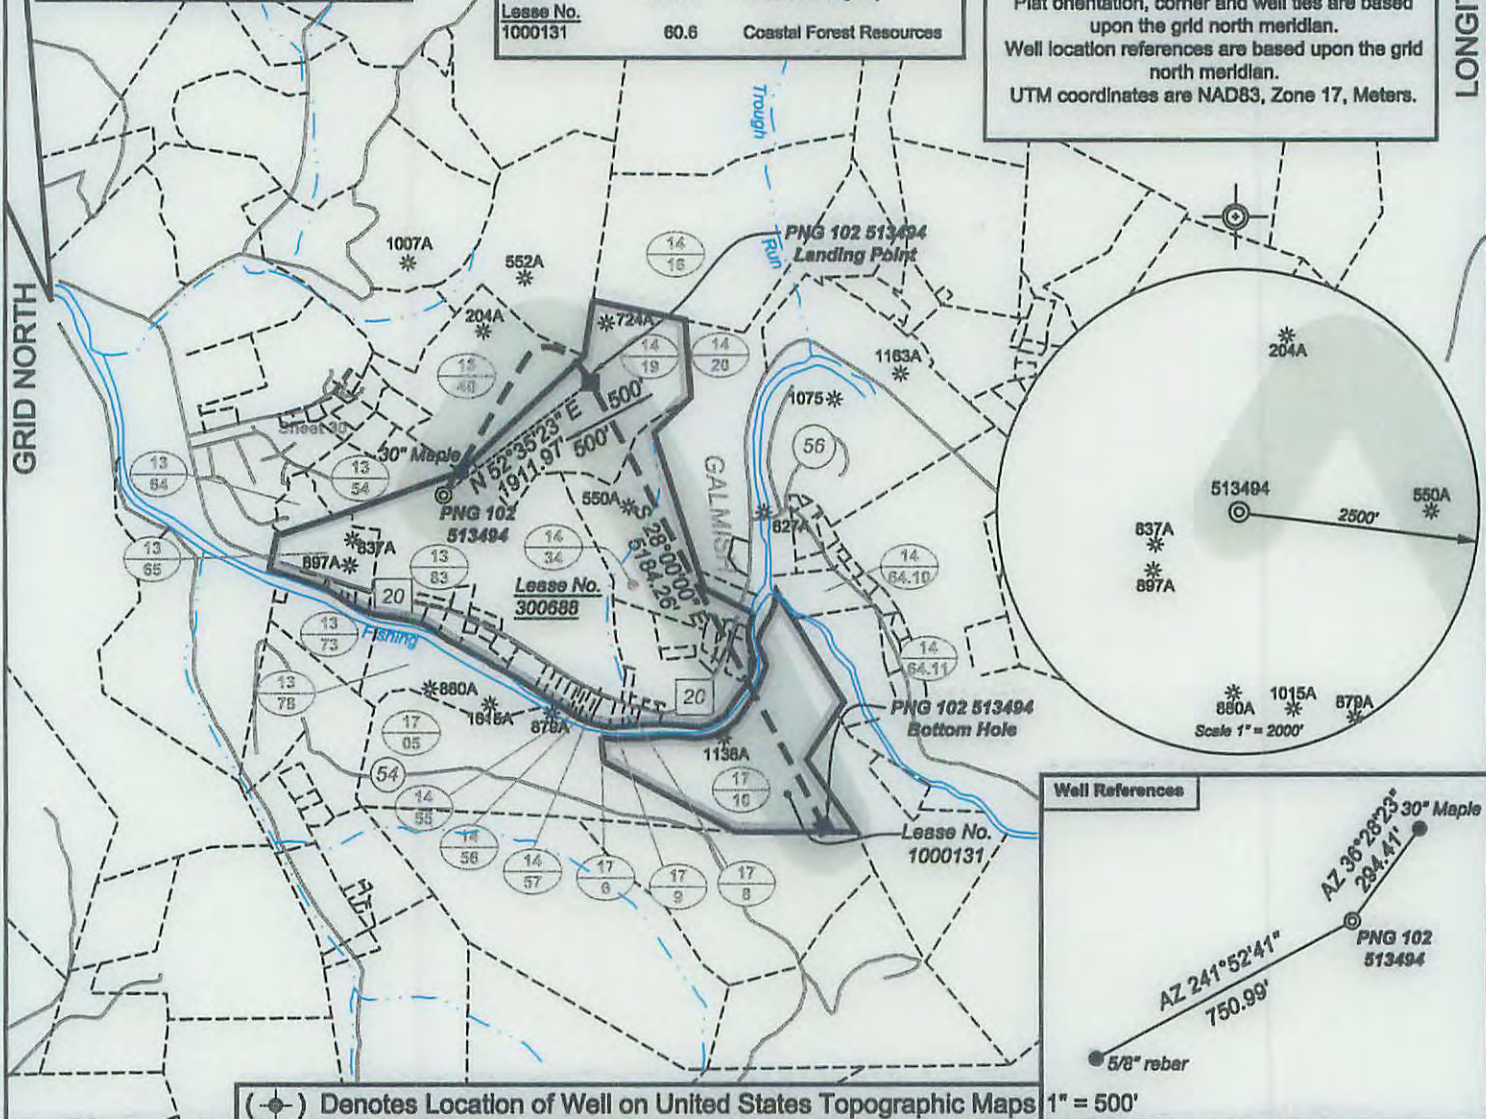 Lease No.
1000131 60.6 Coastal Forest Resources
Plat orientation, corner and well ties are based
upon the grid north meridian.
Well location references are based upon the grid
north meridian.
UTM coordinates are NAD83, Zone 17, Meters.
GRID NORTH
Trough
Run
PNG 102 513494
Landing Point
1007A
552A
204A
724A
14
16
14
19
14
20
13
40
1163A
1075
56
Sheet 30
30" Maple
N 52°35'23" E
1911.97'
500'
500'
13
64
13
54
PNG 102
513494
550A
GALMISH
827A
S 28°00'00" E
5184.26'
837A
897A
13
65
13
83
14
34
14
64.10
Lease No.
300688
20
13
73
Fishing
14
64.11
13
78
880A
1015A
879A
20
PNG 102 513494
Bottom Hole
17
05
1138A
54
17
10
14
55
Lease No.
1000131
14
56
14
57
17
6
17
9
17
8
204A
513494
550A
2500'
837A
897A
880A
1015A
879A
Scale 1" = 2000'
Well References
30" Maple
AZ 36°28'23"
294.41'
PNG 102
513494
AZ 241°52'41"
750.99'
5/8" rebar
1" = 500'
( ) Denotes Location of Well on United States Topographic Maps